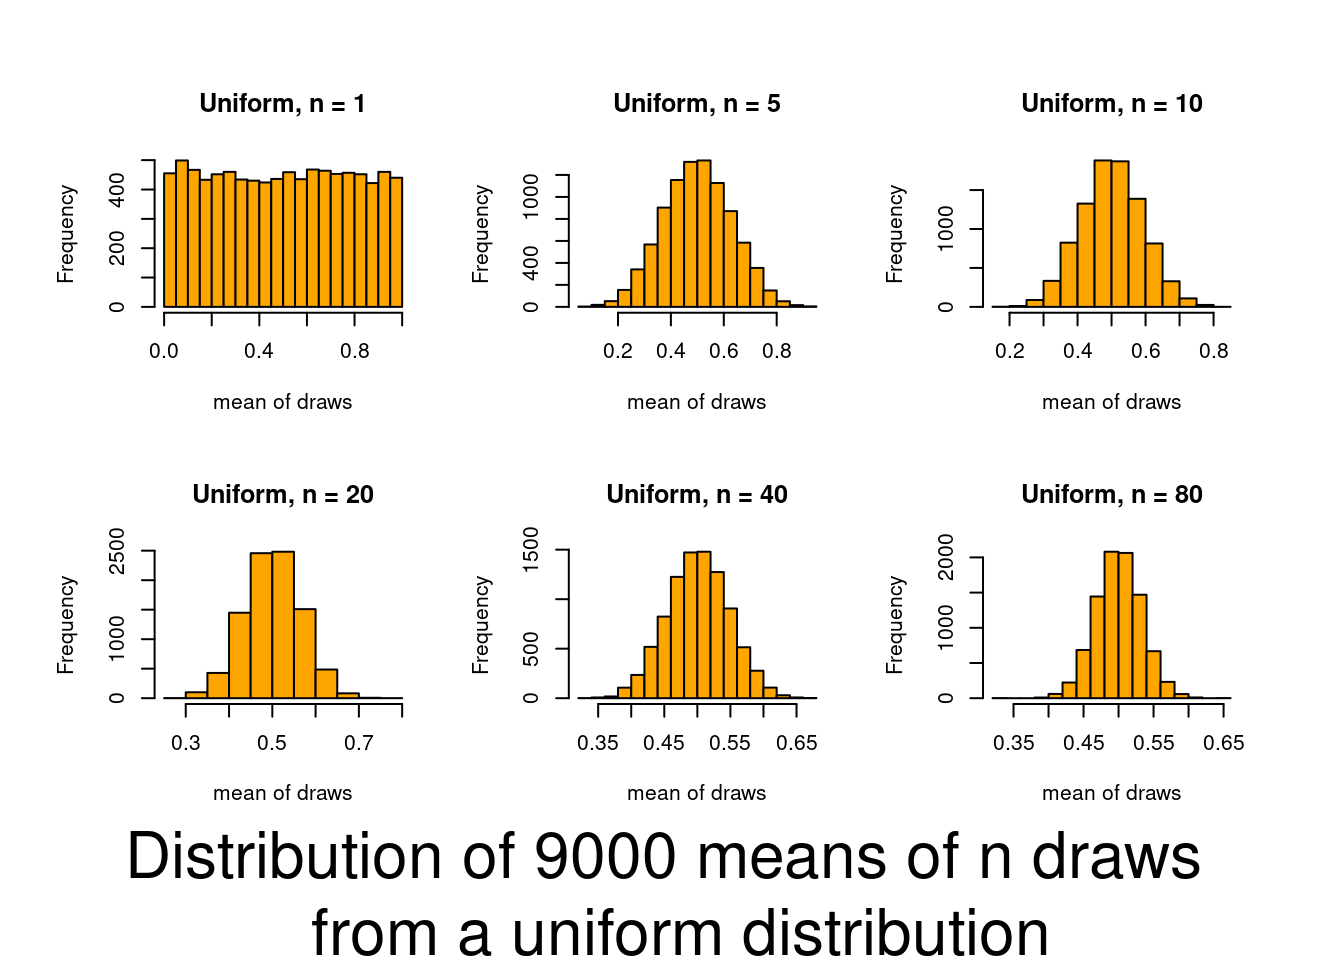 Uniform, n = 1
Frequency
0 200 400
0.0 0.4 0.8
mean of draws
Uniform, n = 5
Frequency
0 400 1000
0.2 0.4 0.6 0.8
mean of draws
Uniform, n = 10
Frequency
0 1000
0.2 0.4 0.6 0.8
mean of draws
Uniform, n = 20
Frequency
0 1000 2500
0.3 0.5 0.7
mean of draws
Uniform, n = 40
Frequency
0 500 1500
0.35 0.45 0.55 0.65
mean of draws
Uniform, n = 80
Frequency
0 1000 2000
0.35 0.45 0.55 0.65
mean of draws
Distribution of 9000 means of n draws
from a uniform distribution